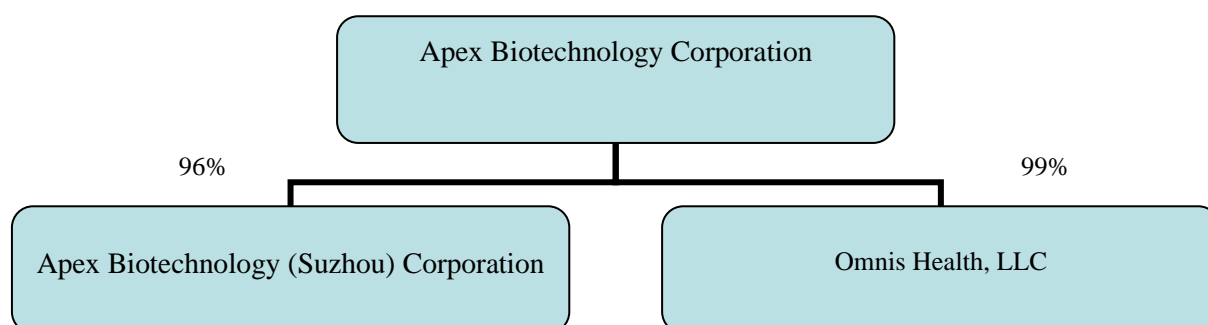 Apex Biotechnology Corporation
96%
99%
Apex Biotechnology (Suzhou) Corporation
Omnis Health, LLC